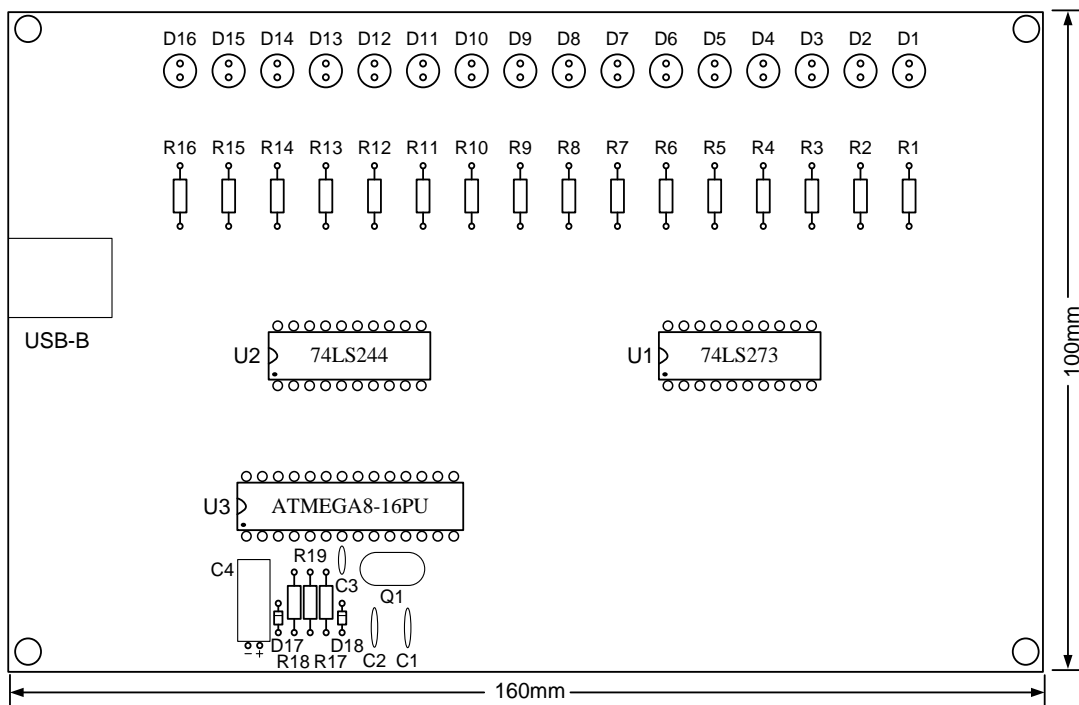 D16 D15 D14 D13 D12 D11 D10 D9 D8 D7 D6 D5 D4 D3 D2 D1
R16 R15 R14 R13 R12 R11 R10 R9 R8 R7 R6 R5 R4 R3 R2 R1
USB-B
U2 74LS244
U1 74LS273
100mm
U3 ATMEGA8-16PU
C4
R19
C3
Q1
- +
D17
D18
R18 R17
C2 C1
160mm